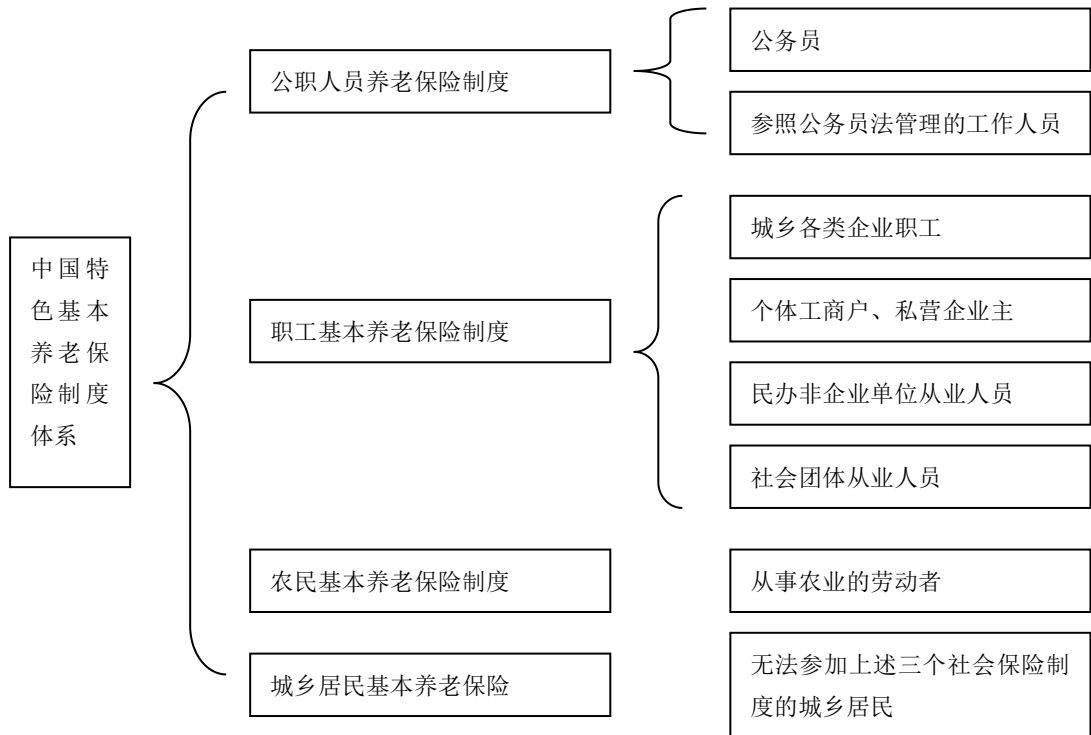 中国特
色基本
养老保
险制度
体系
公职人员养老保险制度
公务员
参照公务员法管理的工作人员
职工基本养老保险制度
城乡各类企业职工
个体工商户、私营企业主
民办非企业单位从业人员
社会团体从业人员
农民基本养老保险制度
从事农业的劳动者
城乡居民基本养老保险
无法参加上述三个社会保险制
度的城乡居民